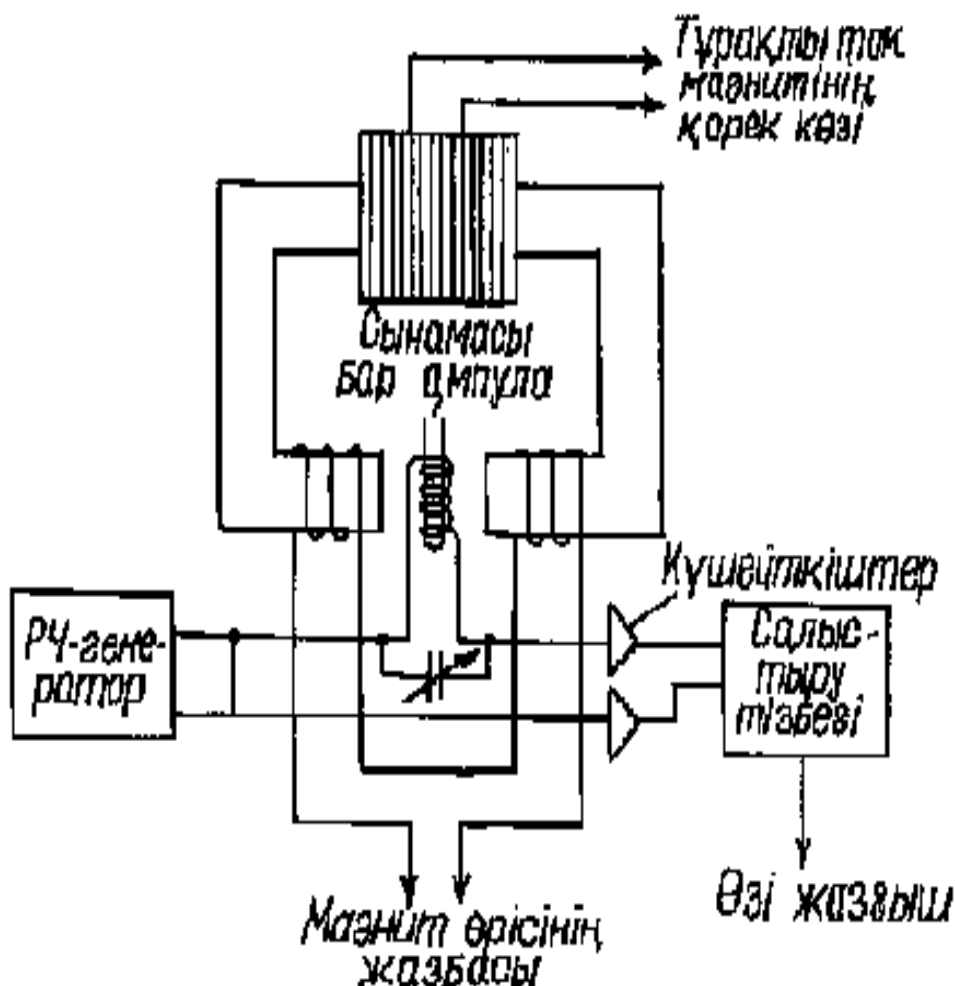 Тұрақты ток
магнитінің
қорек көзі
Сынамасы
бар ампула
Күшейткіштер
РЧ-гене-
ратор
Салыс-
тыру
тізбегі
Өзі жазғыш
Магнит өрісінің
жазбасы